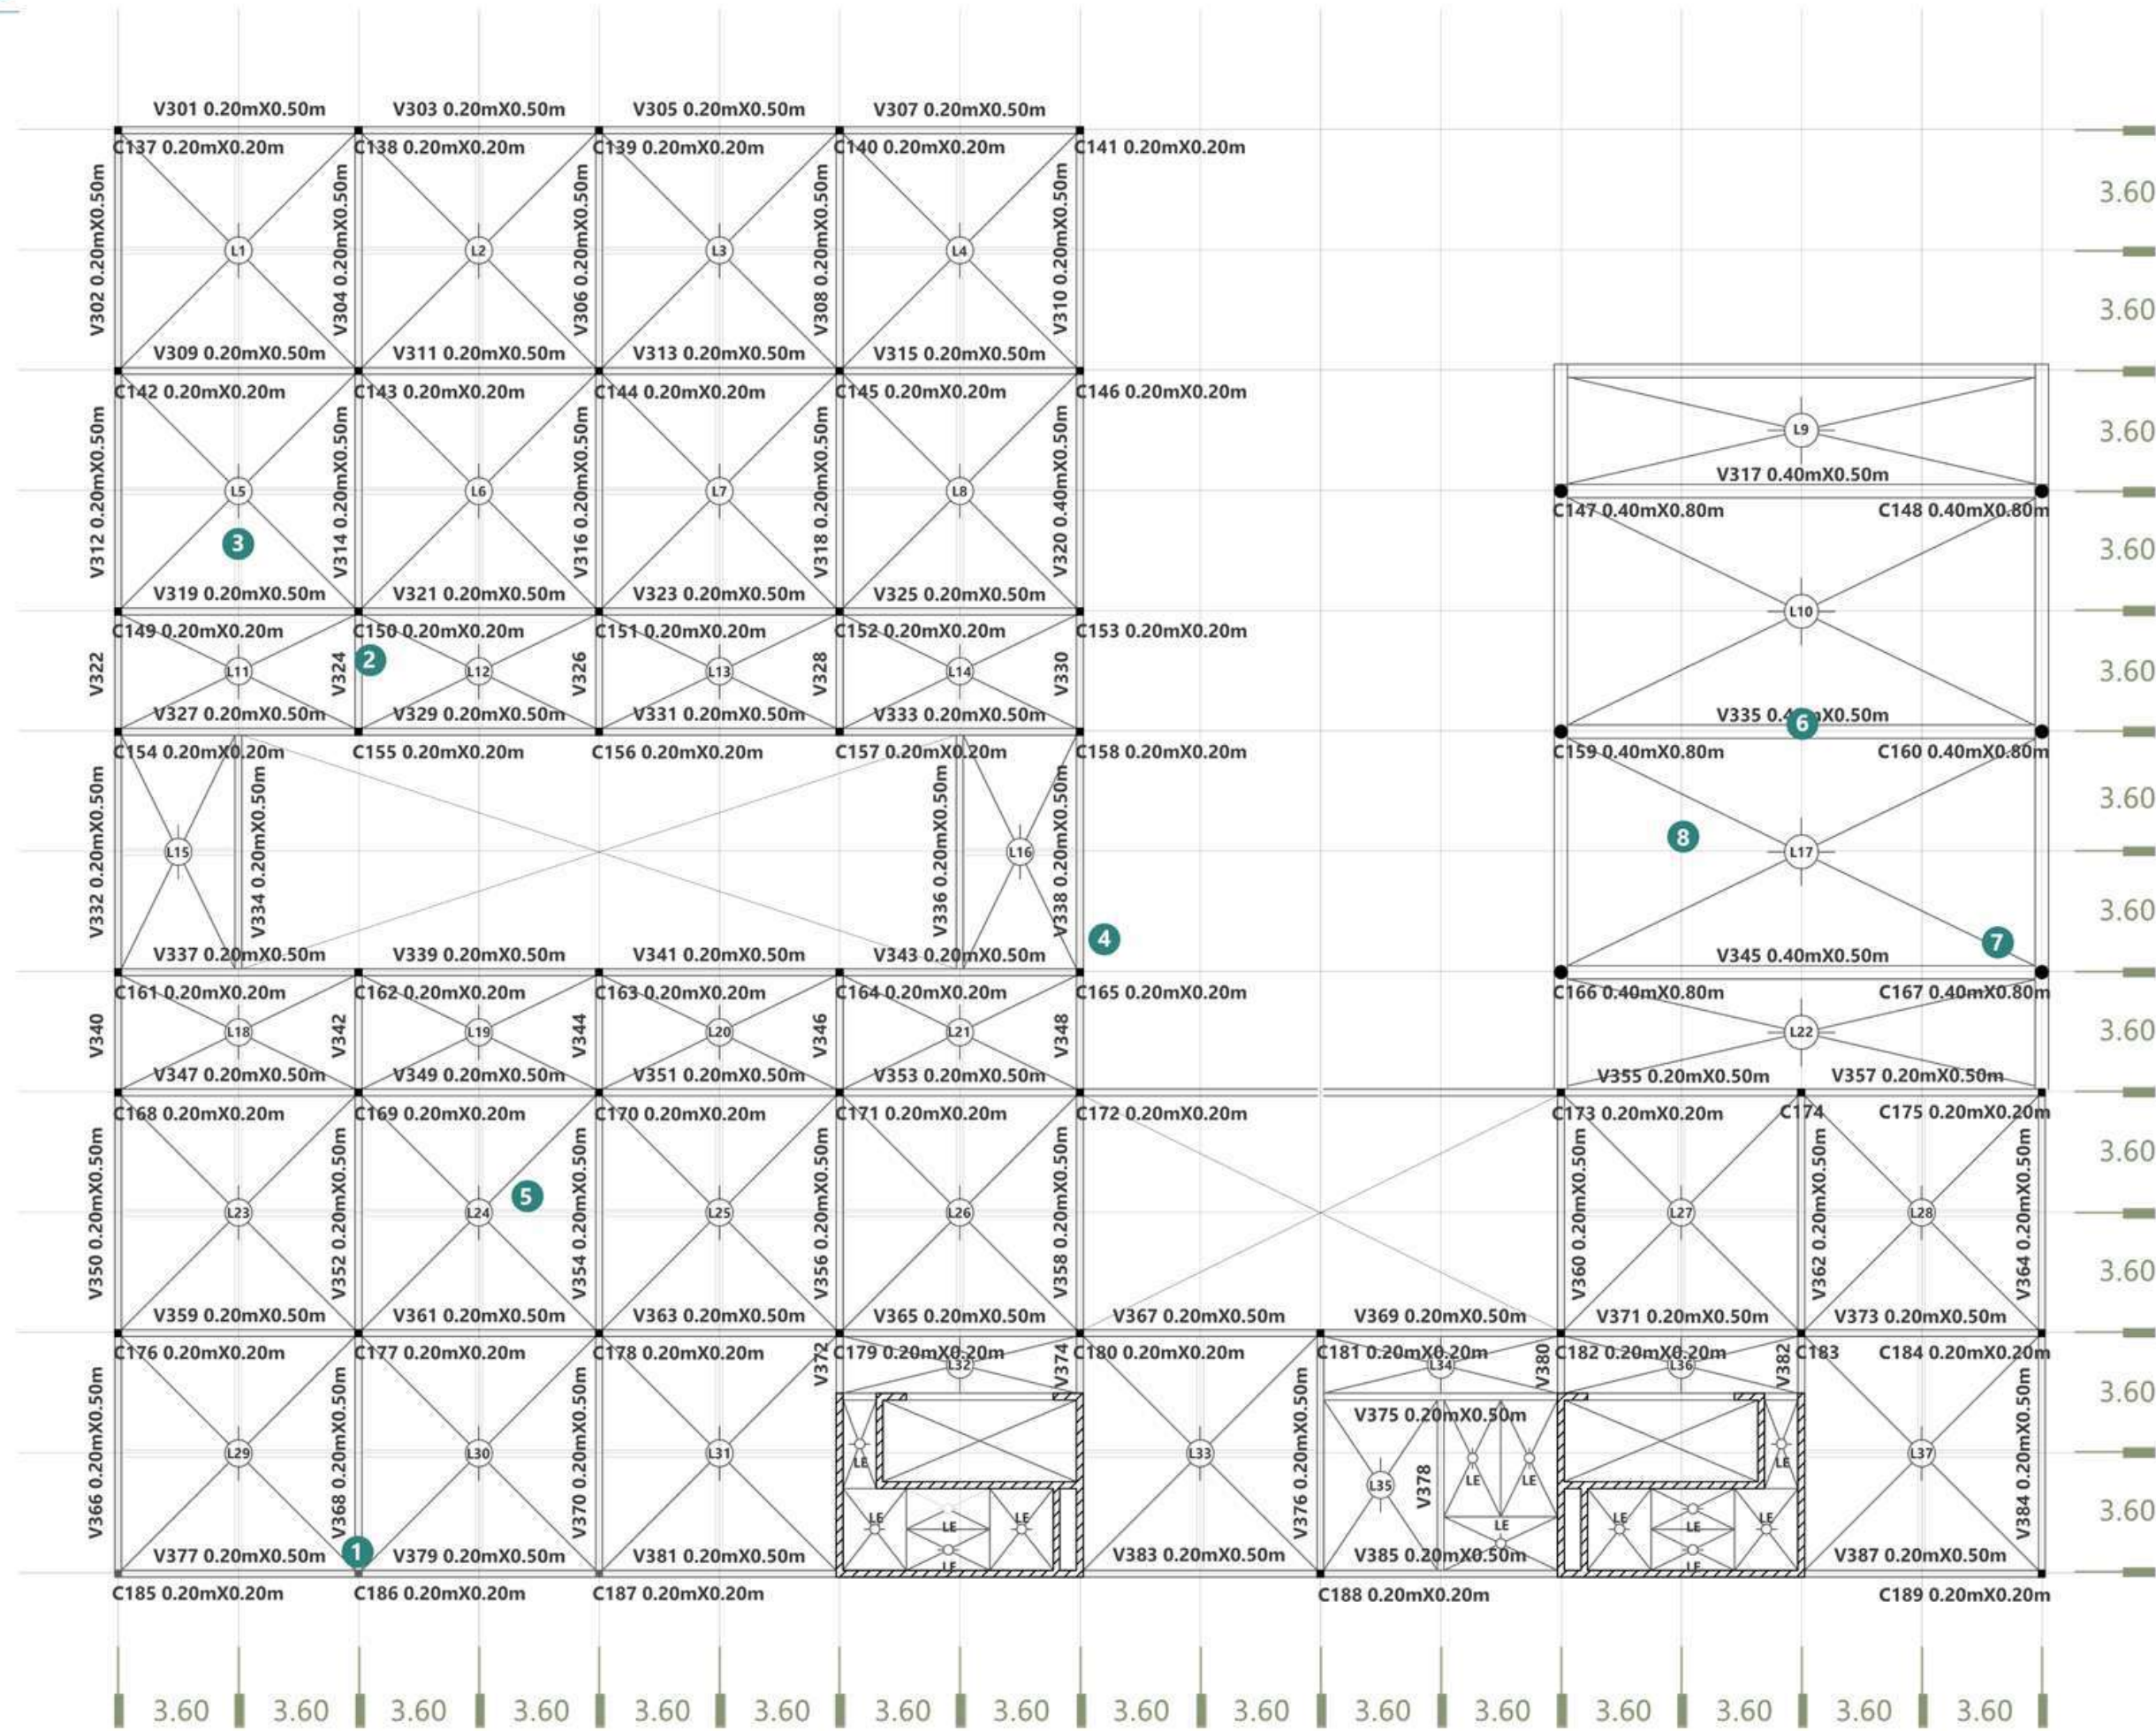 V301 0.20mX0.50m V303 0.20mX0.50m V305 0.20mX0.50m V307 0.20mX0.50m
C137 0.20mX0.20m C138 0.20mX0.20m C139 0.20mX0.20m C140 0.20mX0.20m C141 0.20mX0.20m
V302 0.20mX0.50m V304 0.20mX0.50m V306 0.20mX0.50m V308 0.20mX0.50m V310 0.20mX0.50m
3.60
L1 L2 L3 L4
3.60
V309 0.20mX0.50m V311 0.20mX0.50m V313 0.20mX0.50m V315 0.20mX0.50m
C142 0.20mX0.20m C143 0.20mX0.20m C144 0.20mX0.20m C145 0.20mX0.20m C146 0.20mX0.20m
L9 3.60
V317 0.40mX0.50m
V312 0.20mX0.50m V314 0.20mX0.50m V316 0.20mX0.50m V318 0.20mX0.50m V320 0.40mX0.50m
L5 L6 L7 L8
C147 0.40mX0.80m C148 0.40mX0.80m
3
3.60
V319 0.20mX0.50m V321 0.20mX0.50m V323 0.20mX0.50m V325 0.20mX0.50m
L10
C149 0.20mX0.20m C150 0.20mX0.20m C151 0.20mX0.20m C152 0.20mX0.20m C153 0.20mX0.20m
2
V322 L11 V324 L12 V326 L13 V328 L14 V330 3.60
V327 0.20mX0.50m V329 0.20mX0.50m V331 0.20mX0.50m V333 0.20mX0.50m V335 0.4 X0.50m
6
C154 0.20mX0.20m C155 0.20mX0.20m C156 0.20mX0.20m C157 0.20mX0.20m C158 0.20mX0.20m C159 0.40mX0.80m C160 0.40mX0.80m
3.60
8
V332 0.20mX0.50m L15 V334 0.20mX0.50m V336 0.20mX0.50m L16 V338 0.20mX0.50m L17
3.60
4 7
V337 0.20mX0.50m V339 0.20mX0.50m V341 0.20mX0.50m V343 0.20mX0.50m V345 0.40mX0.50m
C161 0.20mX0.20m C162 0.20mX0.20m C163 0.20mX0.20m C164 0.20mX0.20m C165 0.20mX0.20m C166 0.40mX0.80m C167 0.40mX0.80m
V340 L18 V342 L19 V344 L20 V346 L21 V348 L22 3.60
V347 0.20mX0.50m V349 0.20mX0.50m V351 0.20mX0.50m V353 0.20mX0.50m V355 0.20mX0.50m V357 0.20mX0.50m
C168 0.20mX0.20m C169 0.20mX0.20m C170 0.20mX0.20m C171 0.20mX0.20m C172 0.20mX0.20m C173 0.20mX0.20m C174 C175 0.20mX0.20m
3.60
5
V350 0.20mX0.50m V352 0.20mX0.50m V354 0.20mX0.50m V356 0.20mX0.50m V358 0.20mX0.50m V360 0.20mX0.50m V362 0.20mX0.50m V364 0.20mX0.50m
L23 L24 L25 L26 L27 L28
3.60
V359 0.20mX0.50m V361 0.20mX0.50m V363 0.20mX0.50m V365 0.20mX0.50m V367 0.20mX0.50m V369 0.20mX0.50m V371 0.20mX0.50m V373 0.20mX0.50m
C176 0.20mX0.20m C177 0.20mX0.20m C178 0.20mX0.20m C179 0.20mX0.20m C180 0.20mX0.20m C181 0.20mX0.20m C182 0.20mX0.20m C183 C184 0.20mX0.20m
V372 L32 V374 L34 V380 L36 V382
3.60
V375 0.20mX0.50m
V366 0.20mX0.50m V368 0.20mX0.50m V370 0.20mX0.50m V376 0.20mX0.50m V384 0.20mX0.50m
L29 L30 L31 L33 L37
LE LE
L35 V378 LE LE
3.60
LE LE LE LE LE LE LE
LE LE
1
V377 0.20mX0.50m V379 0.20mX0.50m V381 0.20mX0.50m V383 0.20mX0.50m V385 0.20mX0.50m V387 0.20mX0.50m
C185 0.20mX0.20m C186 0.20mX0.20m C187 0.20mX0.20m C188 0.20mX0.20m C189 0.20mX0.20m
3.60 3.60 3.60 3.60 3.60 3.60 3.60 3.60 3.60 3.60 3.60 3.60 3.60 3.60 3.60 3.60